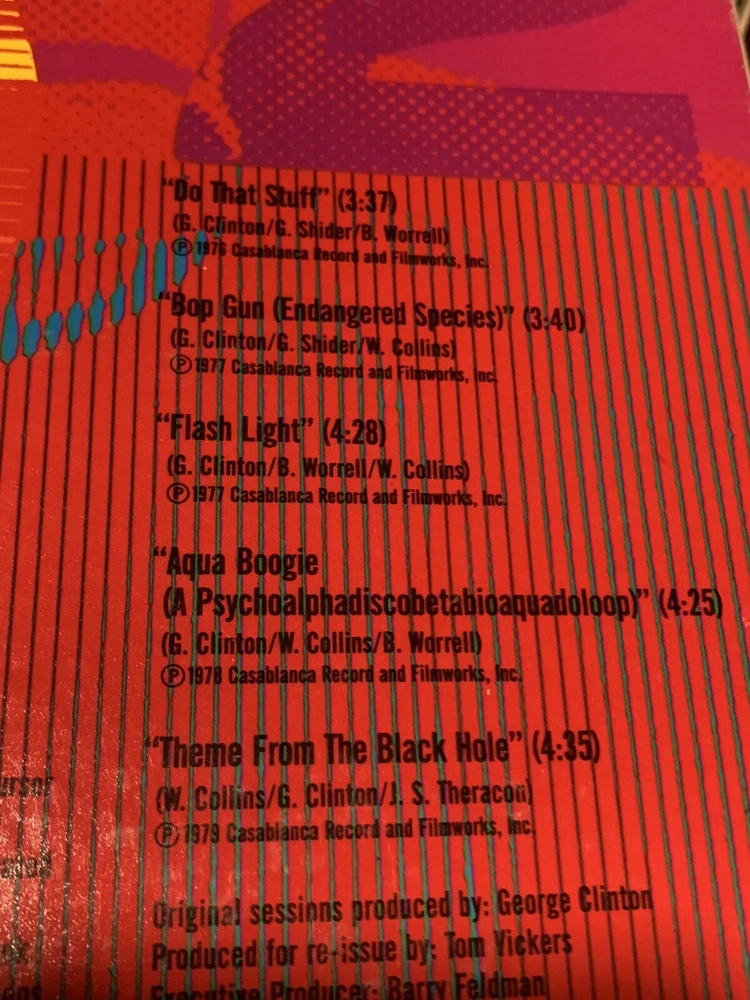 "Do That Stuff" (3:37)
(G. Clinton/G. Shider/B. Worrell)
Ⓟ 1976 Casablanca Record and Filmworks, Inc.
"Bop Gun (Endangered Species)" (3:40)
(G. Clinton/G. Shider/W. Collins)
Ⓟ 1977 Casablanca Record and Filmworks, Inc.
"Flash Light" (4:28)
(G. Clinton/B. Worrell/W. Collins)
Ⓟ 1977 Casablanca Record and Filmworks, Inc.
"Aqua Boogie
(A Psychoalphadiscobetabioaquadoloop)" (4:25)
(G. Clinton/W. Collins/B. Worrell)
Ⓟ 1978 Casablanca Record and Filmworks, Inc.
"Theme From The Black Hole" (4:35)
(W. Collins/G. Clinton/J. S. Theracon)
Ⓟ 1979 Casablanca Record and Filmworks, Inc.
Original sessions produced by: George Clinton
Produced for re-issue by: Tom Vickers
Executive Producer: Barry Feldman